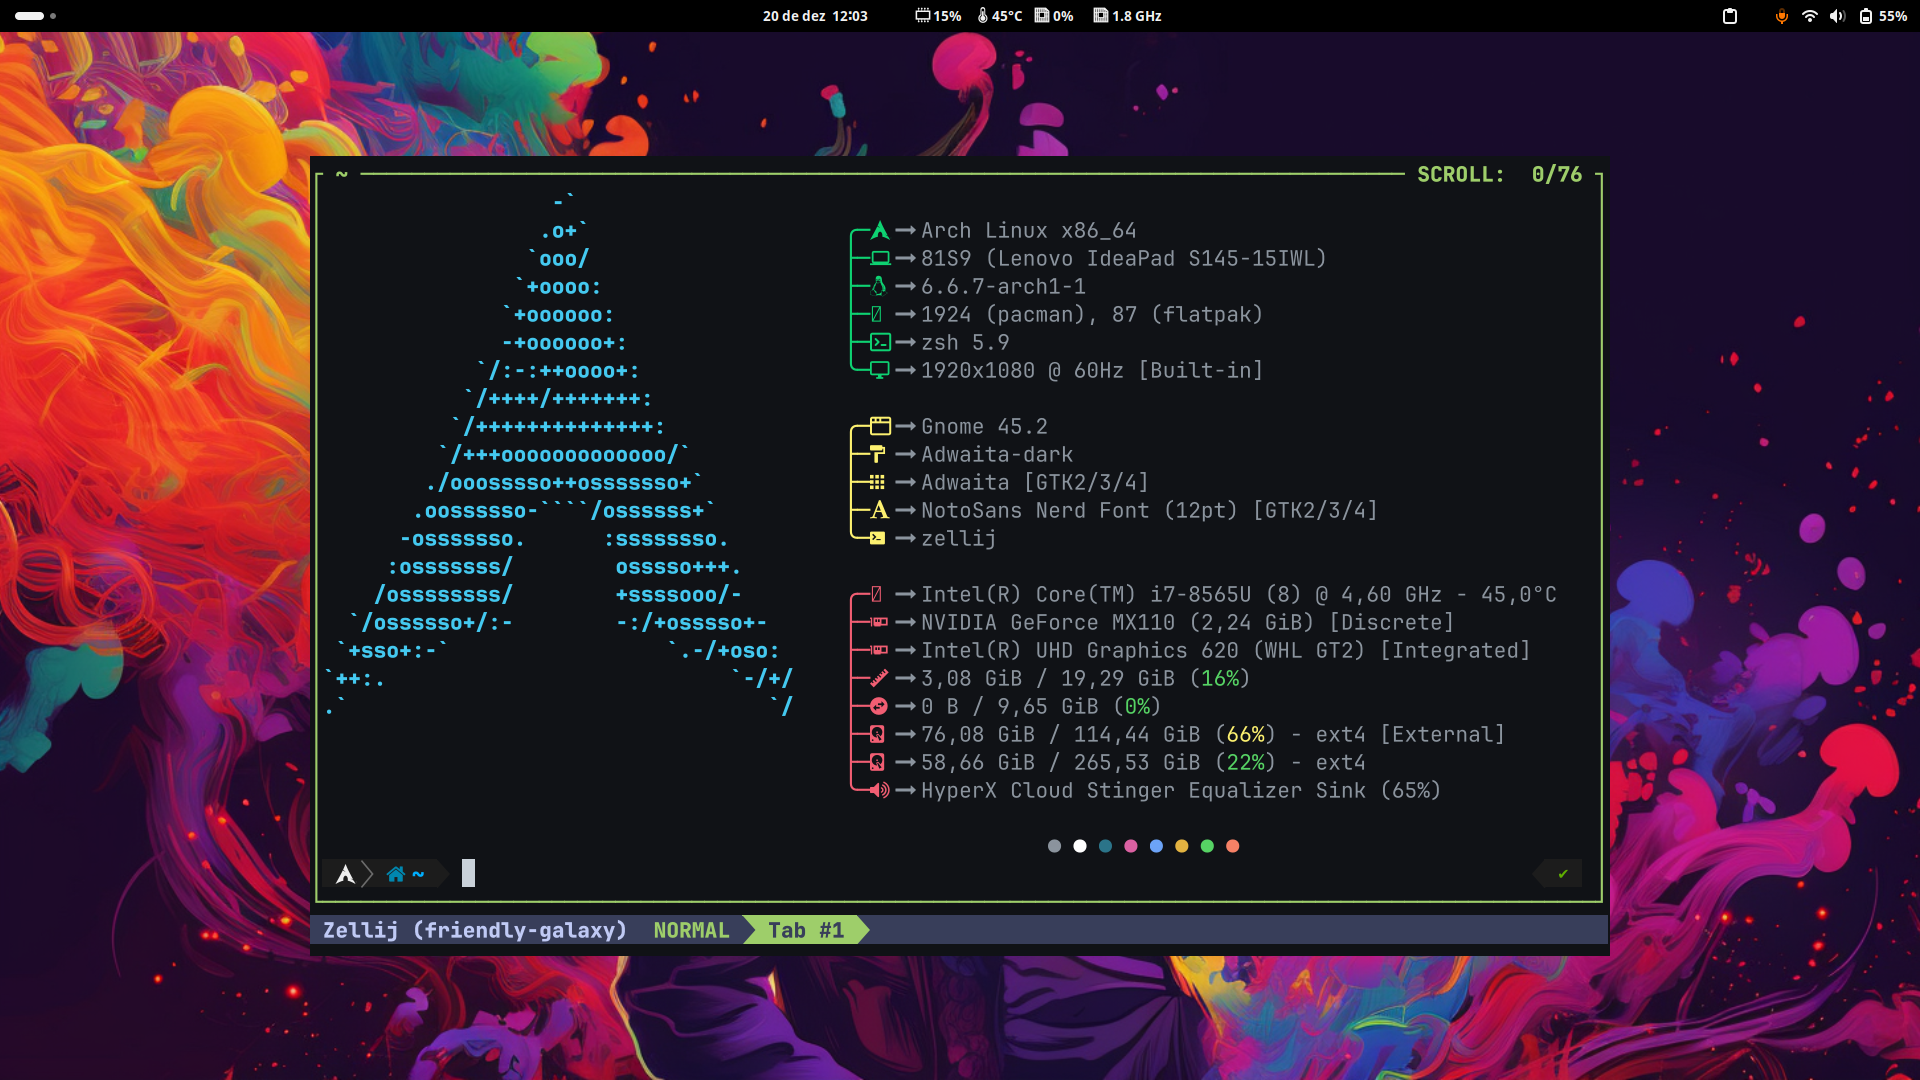 20 de dez 12:03 15% 45°C 0% 1.8 GHz 55%
~ SCROLL: 0/76
-`
.o+`
`ooo/
`+oooo:
`+oooooo:
-+oooooo+:
`/:-:++oooo+:
`/++++/+++++++:
`/++++++++++++++:
`/+++ooooooooooooo/`
./ooosssso++osssssso+`
.oossssso-````/ossssss+`
-osssssso. :ssssssso.
:osssssss/ osssso+++.
/ossssssss/ +ssssooo/-
`/ossssso+/:- -:/+osssso+-
`+sso+:-` `.-/+oso:
`++:. `-/+/
.` `/
Arch Linux x86_64
81S9 (Lenovo IdeaPad S145-15IWL)
6.6.7-arch1-1
1924 (pacman), 87 (flatpak)
zsh 5.9
1920x1080 @ 60Hz [Built-in]
Gnome 45.2
Adwaita-dark
Adwaita [GTK2/3/4]
NotoSans Nerd Font (12pt) [GTK2/3/4]
zellij
Intel(R) Core(TM) i7-8565U (8) @ 4,60 GHz - 45,0°C
NVIDIA GeForce MX110 (2,24 GiB) [Discrete]
Intel(R) UHD Graphics 620 (WHL GT2) [Integrated]
3,08 GiB / 19,29 GiB (16%)
0 B / 9,65 GiB (0%)
76,08 GiB / 114,44 GiB (66%) - ext4 [External]
58,66 GiB / 265,53 GiB (22%) - ext4
HyperX Cloud Stinger Equalizer Sink (65%)
~ ✔
Zellij (friendly-galaxy) NORMAL Tab #1